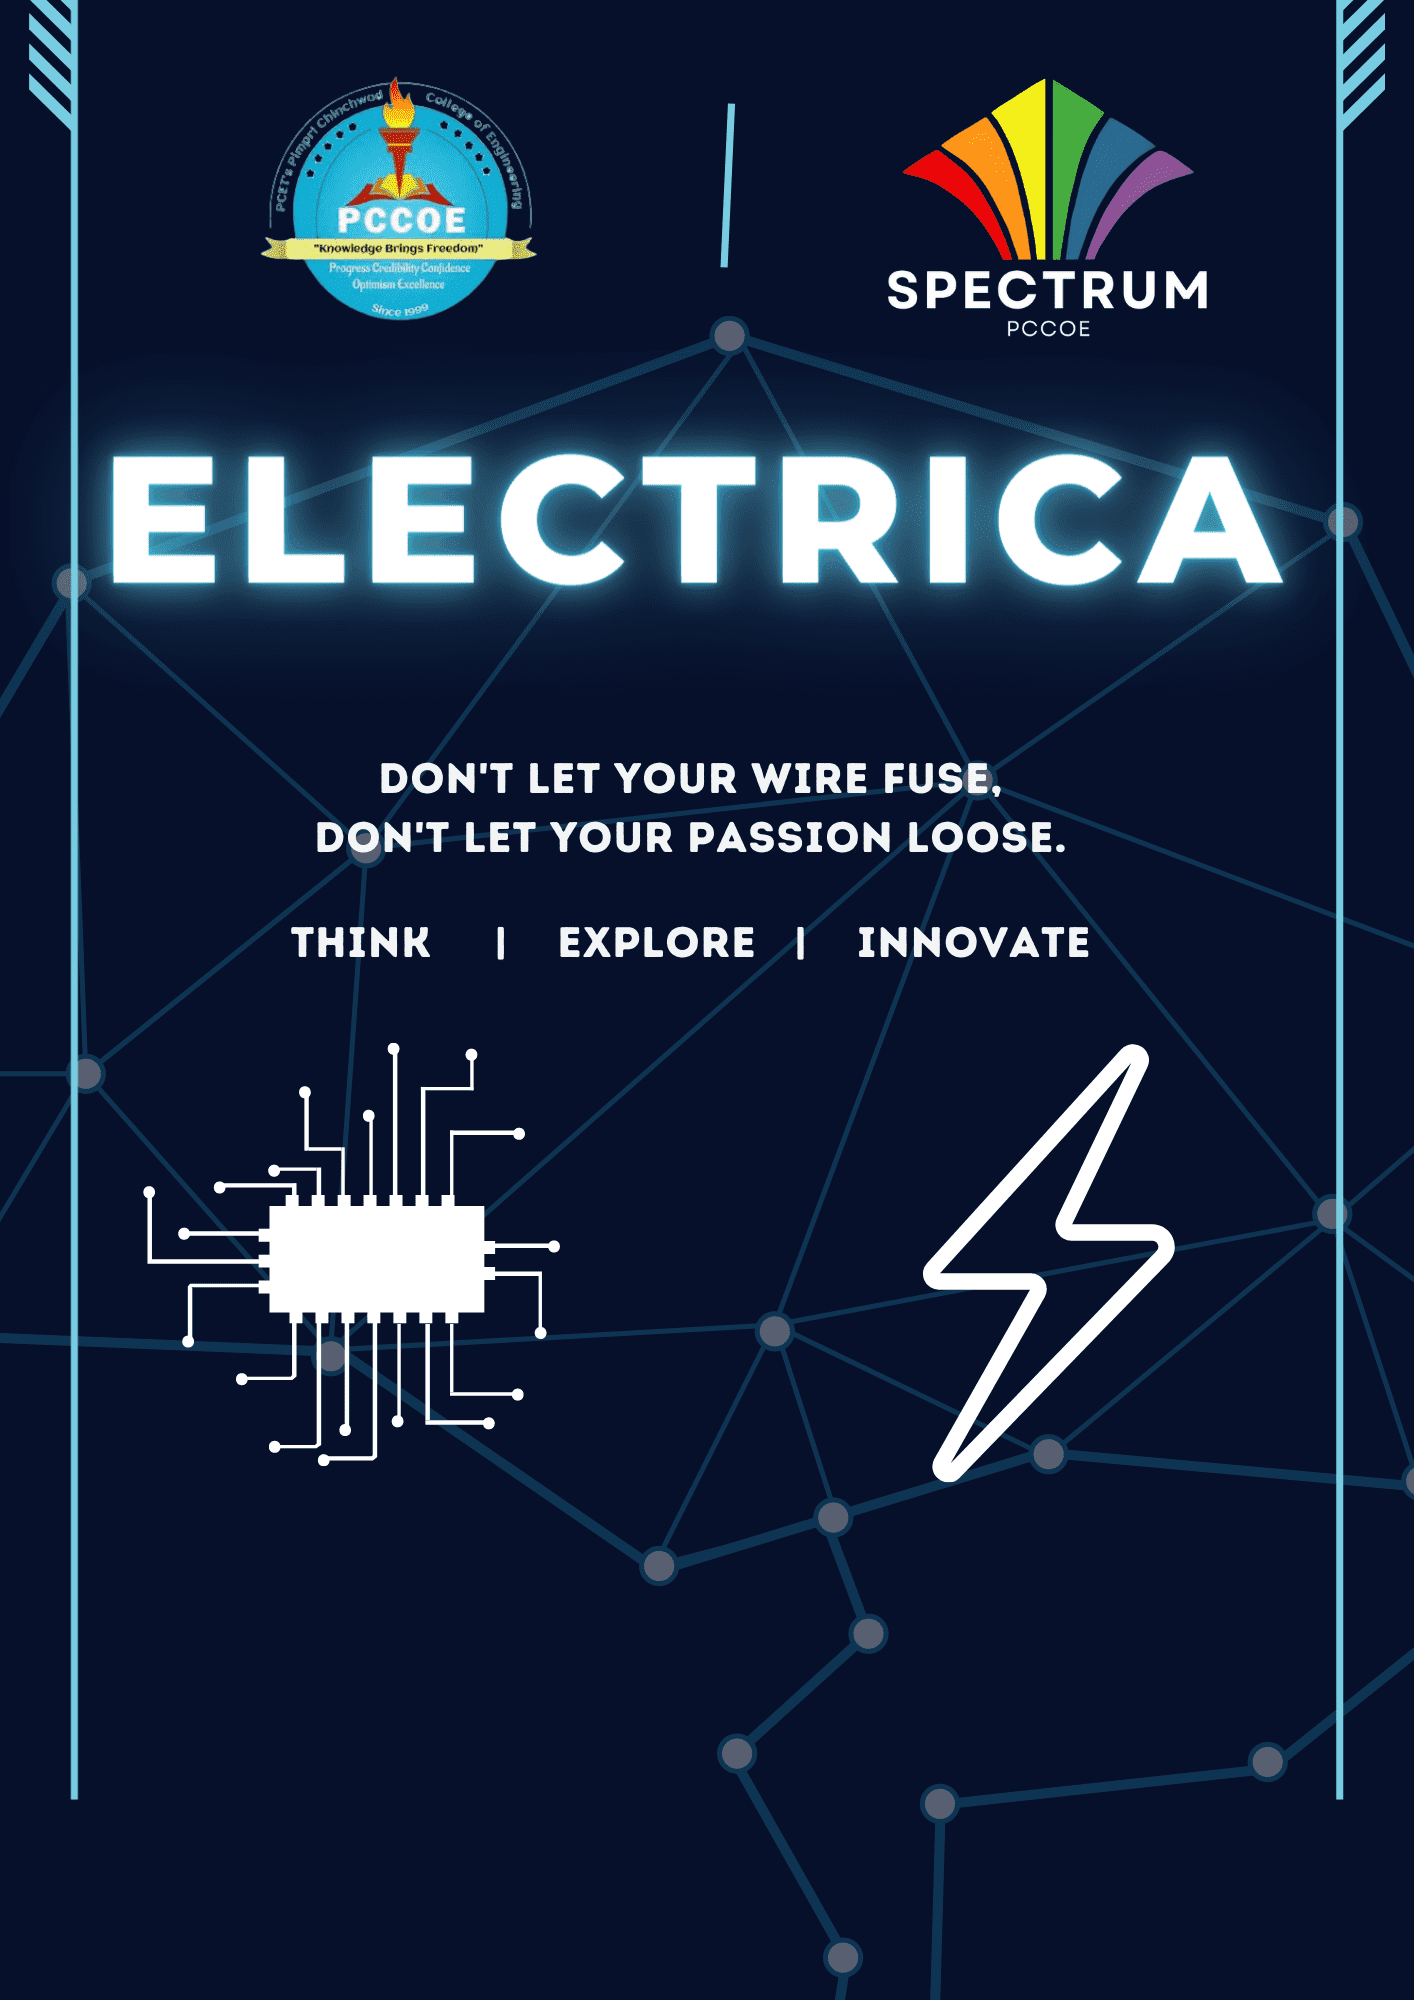 PCET's Pimpri Chinchwad College of Engineering
PCCOE
"Knowledge Brings Freedom"
Progress Credibility Confidence
Optimism Excellence
Since 1999
SPECTRUM
PCCOE
ELECTRICA
DON'T LET YOUR WIRE FUSE,
DON'T LET YOUR PASSION LOOSE.
THINK | EXPLORE | INNOVATE